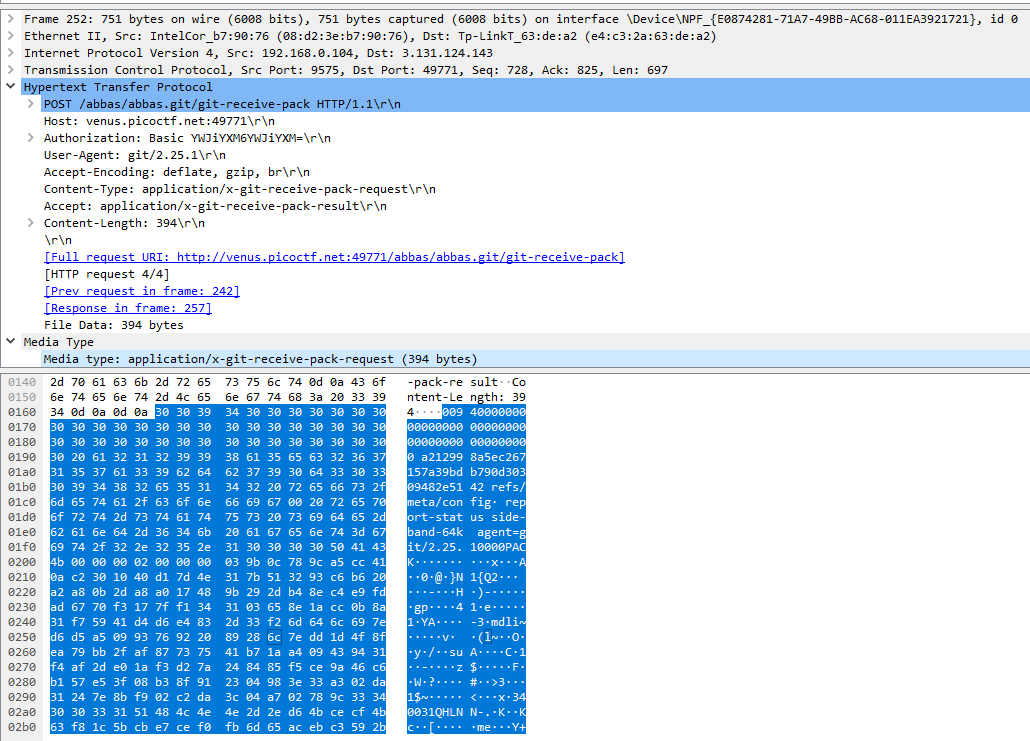 Frame 252: 751 bytes on wire (6008 bits), 751 bytes captured (6008 bits) on interface \Device\NPF_{E0874281-71A7-49BB-AC68-011EA3921721}, id 0
Ethernet II, Src: IntelCor_b7:90:76 (08:d2:3e:b7:90:76), Dst: Tp-LinkT_63:de:a2 (e4:c3:2a:63:de:a2)
Internet Protocol Version 4, Src: 192.168.0.104, Dst: 3.131.124.143
Transmission Control Protocol, Src Port: 9575, Dst Port: 49771, Seq: 728, Ack: 825, Len: 697
Hypertext Transfer Protocol
POST /abbas/abbas.git/git-receive-pack HTTP/1.1\r\n
Host: venus.picoctf.net:49771\r\n
Authorization: Basic YWJiYXM6YWJiYXM=\r\n
User-Agent: git/2.25.1\r\n
Accept-Encoding: deflate, gzip, br\r\n
Content-Type: application/x-git-receive-pack-request\r\n
Accept: application/x-git-receive-pack-result\r\n
Content-Length: 394\r\n
\r\n
[Full request URI: http://venus.picoctf.net:49771/abbas/abbas.git/git-receive-pack]
[HTTP request 4/4]
[Prev request in frame: 242]
[Response in frame: 257]
File Data: 394 bytes
Media Type
Media type: application/x-git-receive-pack-request (394 bytes)
0140 2d 70 61 63 6b 2d 72 65 73 75 6c 74 0d 0a 43 6f -pack-re sult··Co
0150 6e 74 65 6e 74 2d 4c 65 6e 67 74 68 3a 20 33 39 ntent-Le ngth: 39
0160 34 0d 0a 0d 0a 30 30 39 34 30 30 30 30 30 30 30 4····009 40000000
0170 30 30 30 30 30 30 30 30 30 30 30 30 30 30 30 30 00000000 00000000
0180 30 30 30 30 30 30 30 30 30 30 30 30 30 30 30 30 00000000 00000000
0190 30 20 61 32 31 32 39 39 38 61 35 65 63 32 36 37 0 a21299 8a5ec267
01a0 31 35 37 61 33 39 62 64 62 37 39 30 64 33 30 33 157a39bd b790d303
01b0 30 39 34 38 32 65 35 31 34 32 20 72 65 66 73 2f 09482e51 42 refs/
01c0 6d 65 74 61 2f 63 6f 6e 66 69 67 00 20 72 65 70 meta/con fig· rep
01d0 6f 72 74 2d 73 74 61 74 75 73 20 73 69 64 65 2d ort-stat us side-
01e0 62 61 6e 64 2d 36 34 6b 20 61 67 65 6e 74 3d 67 band-64k agent=g
01f0 69 74 2f 32 2e 32 35 2e 31 30 30 30 30 50 41 43 it/2.25. 10000PAC
0200 4b 00 00 00 02 00 00 00 03 9b 0c 78 9c a5 cc 41 K······· ···x···A
0210 0a c2 30 10 40 d1 7d 4e 31 7b 51 32 93 c6 b6 20 ··0·@·}N 1{Q2··· 
0220 a2 a8 0b 2d a8 a0 17 48 9b 29 2d b4 8e c4 e9 fd ···-···H ·)-·····
0230 ad 67 70 f3 17 7f f1 34 31 03 65 8e 1a cc 0b 8a ·gp····4 1·e·····
0240 31 f7 59 41 d4 d6 e4 83 2d 33 f2 6d 64 6c 69 7e 1·YA···· -3·mdli~
0250 d6 d5 a5 09 93 76 92 20 89 28 6c 7e dd 1d 4f 8f ·····v·  ·(l~··O·
0260 ea 79 bb 2f af 87 73 75 41 b7 1a a4 09 43 94 31 ·y·/··su A····C·1
0270 f4 af 2d e0 1a f3 d2 7a 24 84 85 f5 ce 9a 46 c6 ··-····z $·····F·
0280 b1 57 e5 3f 08 b3 8f 91 23 04 98 3e 33 a3 02 da ·W·?···· #··>3···
0290 31 24 7e 8b f9 02 c2 da 3c 04 a7 02 78 9c 33 34 1$~····· <···x·34
02a0 30 30 33 31 51 48 4c 4e 4e 2d 2e d6 4b ce cf 4b 0031QHLN N-.·K··K
02b0 63 f8 1c 5b cb e7 ce f0 fb 6d 65 ac eb c3 59 2b c··[···· ·me···Y+